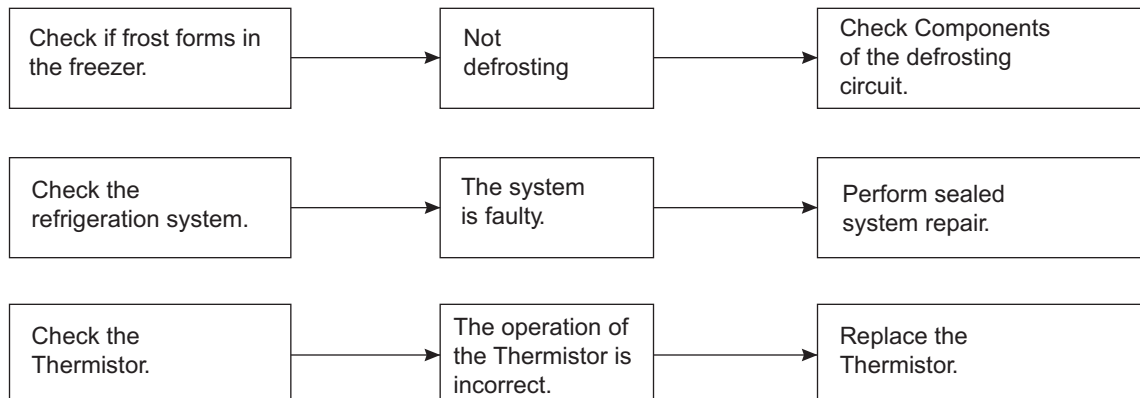 Check if frost forms in
the freezer.
Not
defrosting
Check Components
of the defrosting
circuit.
Check the
refrigeration system.
The system
is faulty.
Perform sealed
system repair.
Check the
Thermistor.
The operation of
the Thermistor is
incorrect.
Replace the
Thermistor.